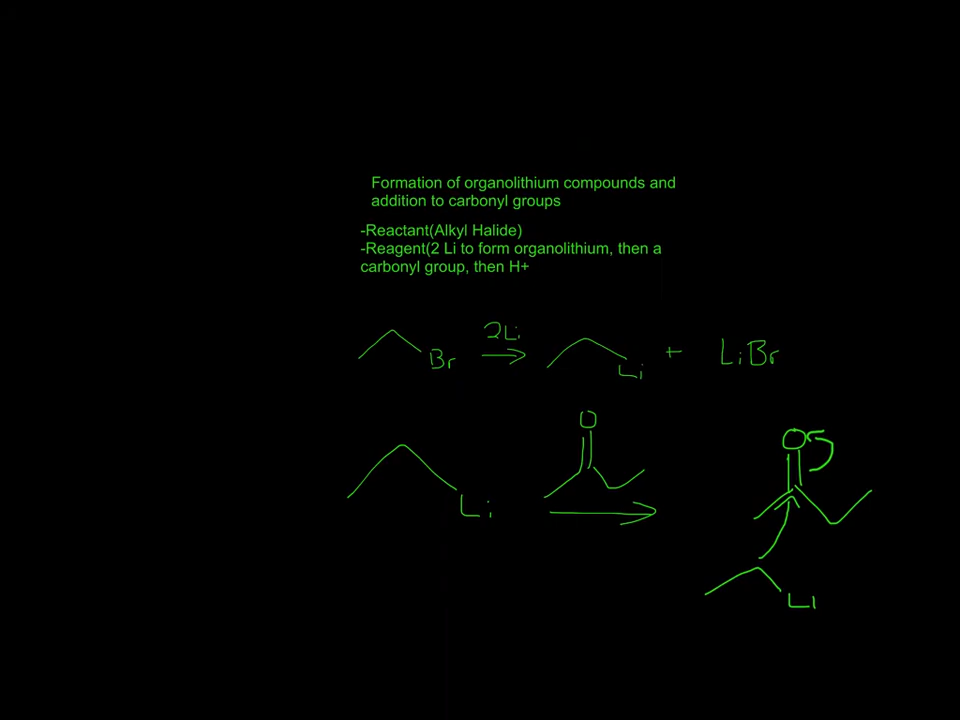 Formation of organolithium compounds and
addition to carbonyl groups
-Reactant(Alkyl Halide)
-Reagent(2 Li to form organolithium, then a
carbonyl group, then H+
Br 2Li Li + LiBr
O
Li
O
Li